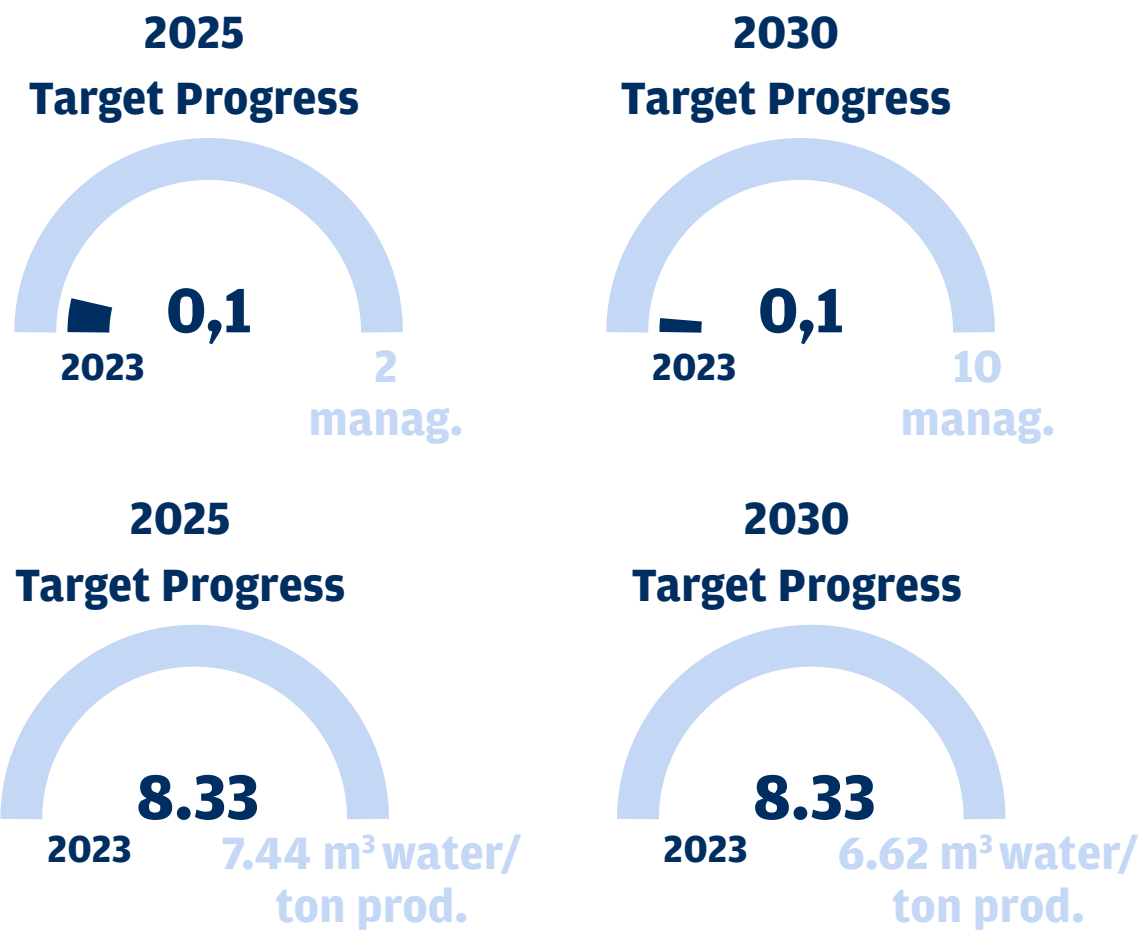 2025
Target Progress
0,1
2023
2
manag.
2030
Target Progress
0,1
2023
10
manag.
2025
Target Progress
8.33
2023
7.44 m³ water/
ton prod.
2030
Target Progress
8.33
2023
6.62 m³ water/
ton prod.